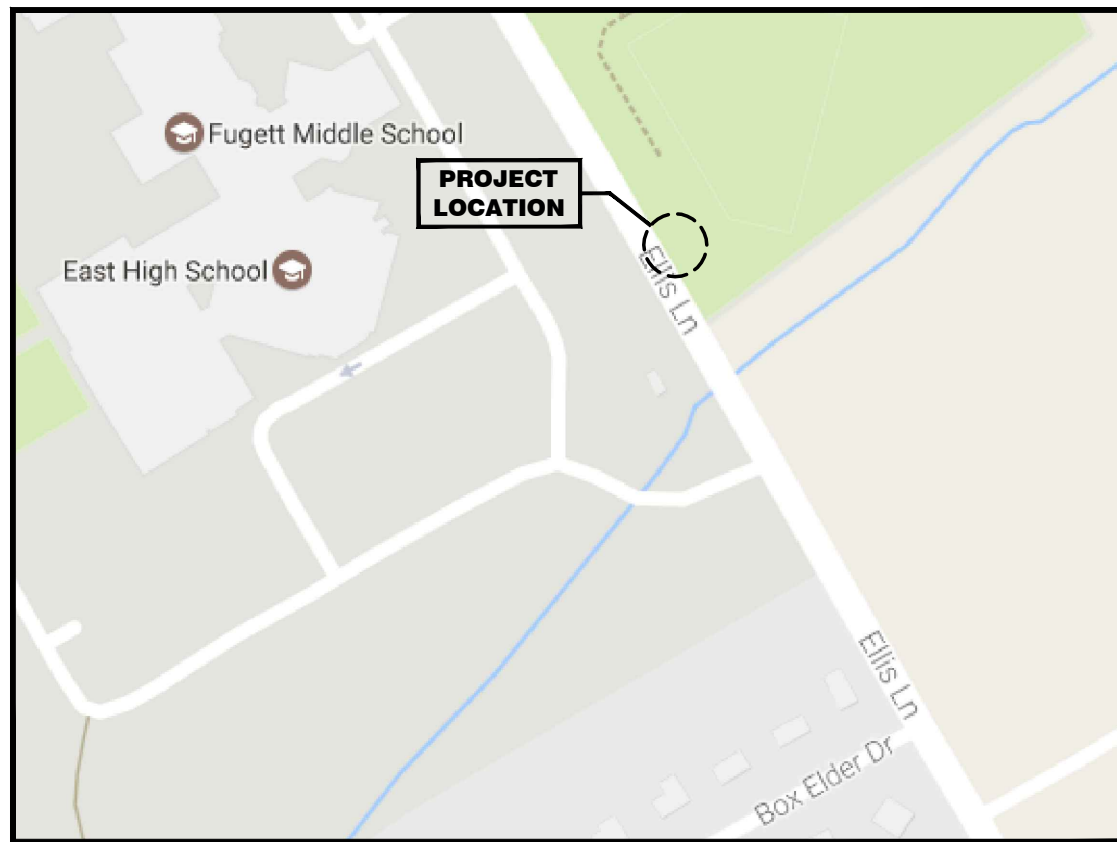 Fugett Middle School
PROJECT
LOCATION
East High School
Ellis Ln
Ellis Ln
Box Elder Dr